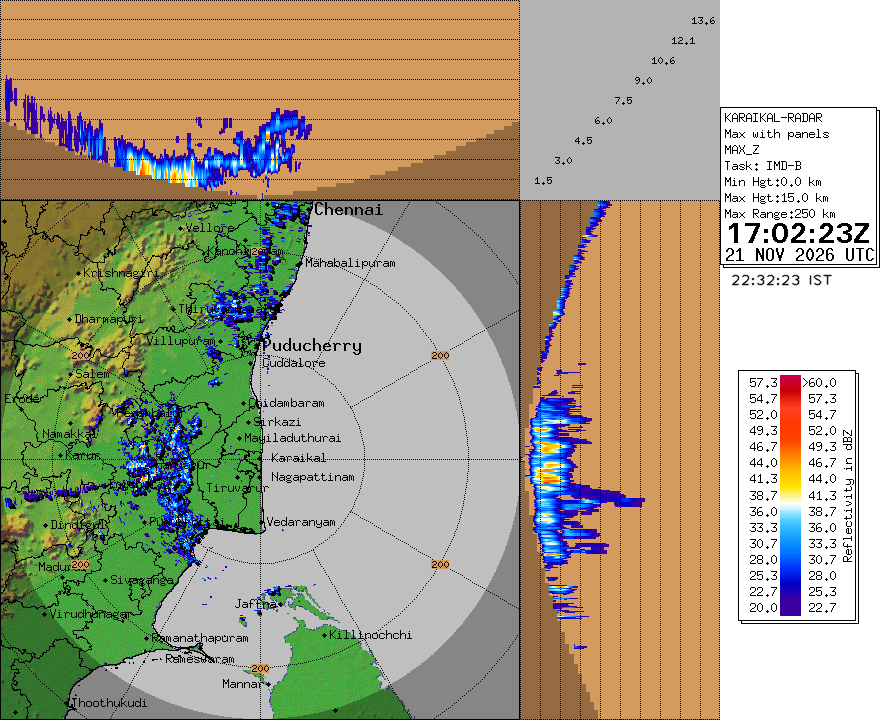 13.6
12.1
10.6
9.0
7.5
6.0
4.5
3.0
1.5
KARAIKAL-RADAR
Max with panels
MAX_Z
Task: IMD-B
Min Hgt:0.0 km
Max Hgt:15.0 km
Max Range:250 km
17:02:23Z
21 NOV 2026 UTC
22:32:23 IST
Chennai
Vellore
200
Mahabalipuram
Krishnagiri
Dharmapuri
Villupuram
Puducherry
200
200
Cuddalore
Salem
Chidambaram
Sirkazi
Namakkal
Mayiladuthurai
Karur
Karaikal
Nagapattinam
Tiruvarur
Vedaranyam
200
200
Sivaganga
Jaffna
Virudhunagar
Killinochchi
Ramanathapuram
Rameswaram
200
Mannar
Thoothukudi
57.3 >60.0
54.7 57.3
52.0 54.7
49.3 52.0
46.7 49.3
44.0 46.7
41.3 44.0
38.7 41.3
36.0 38.7
33.3 36.0
30.7 33.3
28.0 30.7
25.3 28.0
22.7 25.3
20.0 22.7
Reflectivity in dBZ